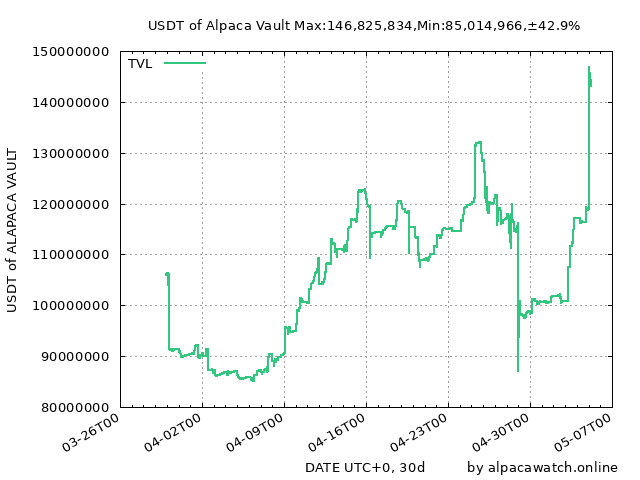 USDT of Alpaca Vault Max:146,825,834,Min:85,014,966,±42.9%
TVL
150000000
140000000
130000000
120000000
110000000
100000000
90000000
80000000
USDT of ALAPACA VAULT
03-26T00
04-02T00
04-09T00
04-16T00
04-23T00
04-30T00
05-07T00
DATE UTC+0, 30d
by alpacawatch.online